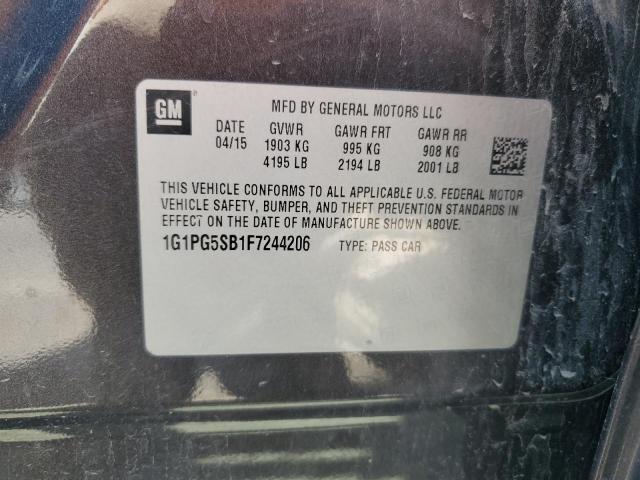 GM ®
MFD BY GENERAL MOTORS LLC
DATE GVWR GAWR FRT GAWR RR
04/15 1903 KG 995 KG 908 KG
4195 LB 2194 LB 2001 LB
THIS VEHICLE CONFORMS TO ALL APPLICABLE U.S. FEDERAL MOTOR
VEHICLE SAFETY, BUMPER, AND THEFT PREVENTION STANDARDS IN
EFFECT ON THE DATE OF MANUFACTURE SHOWN ABOVE.
1G1PG5SB1F7244206 TYPE: PASS CAR